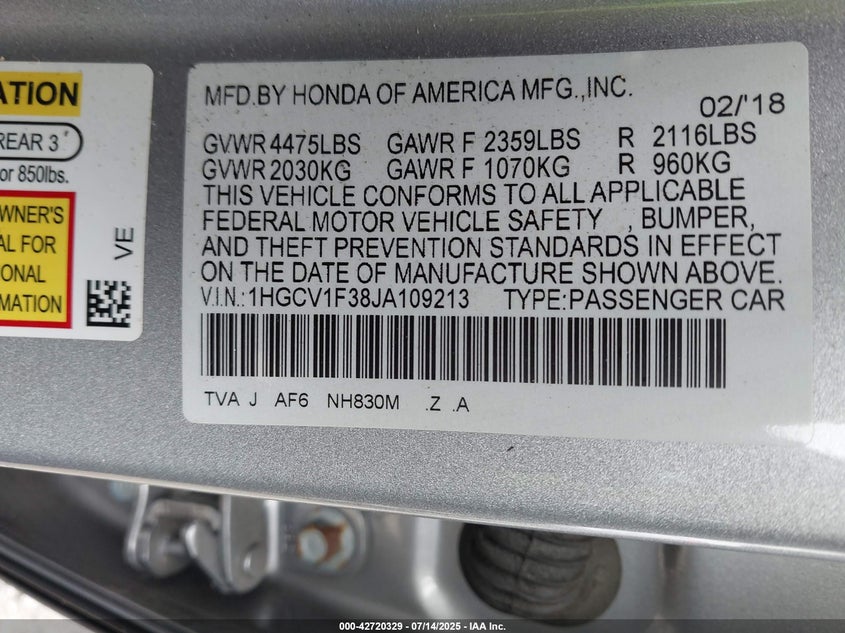 ATION
REAR 3
or 850lbs.
WNER'S
AL FOR
IONAL
RMATION
VE
MFD.BY HONDA OF AMERICA MFG.,INC.
02/'18
GVWR 4475LBS GAWR F 2359LBS R 2116LBS
GVWR 2030KG GAWR F 1070KG R 960KG
THIS VEHICLE CONFORMS TO ALL APPLICABLE
FEDERAL MOTOR VEHICLE SAFETY , BUMPER,
AND THEFT PREVENTION STANDARDS IN EFFECT
ON THE DATE OF MANUFACTURE SHOWN ABOVE.
V.I.N.:1HGCV1F38JA109213 TYPE:PASSENGER CAR
TVA J AF6 NH830M .Z .A
000-42720329 - 07/14/2025 - IAA Inc.